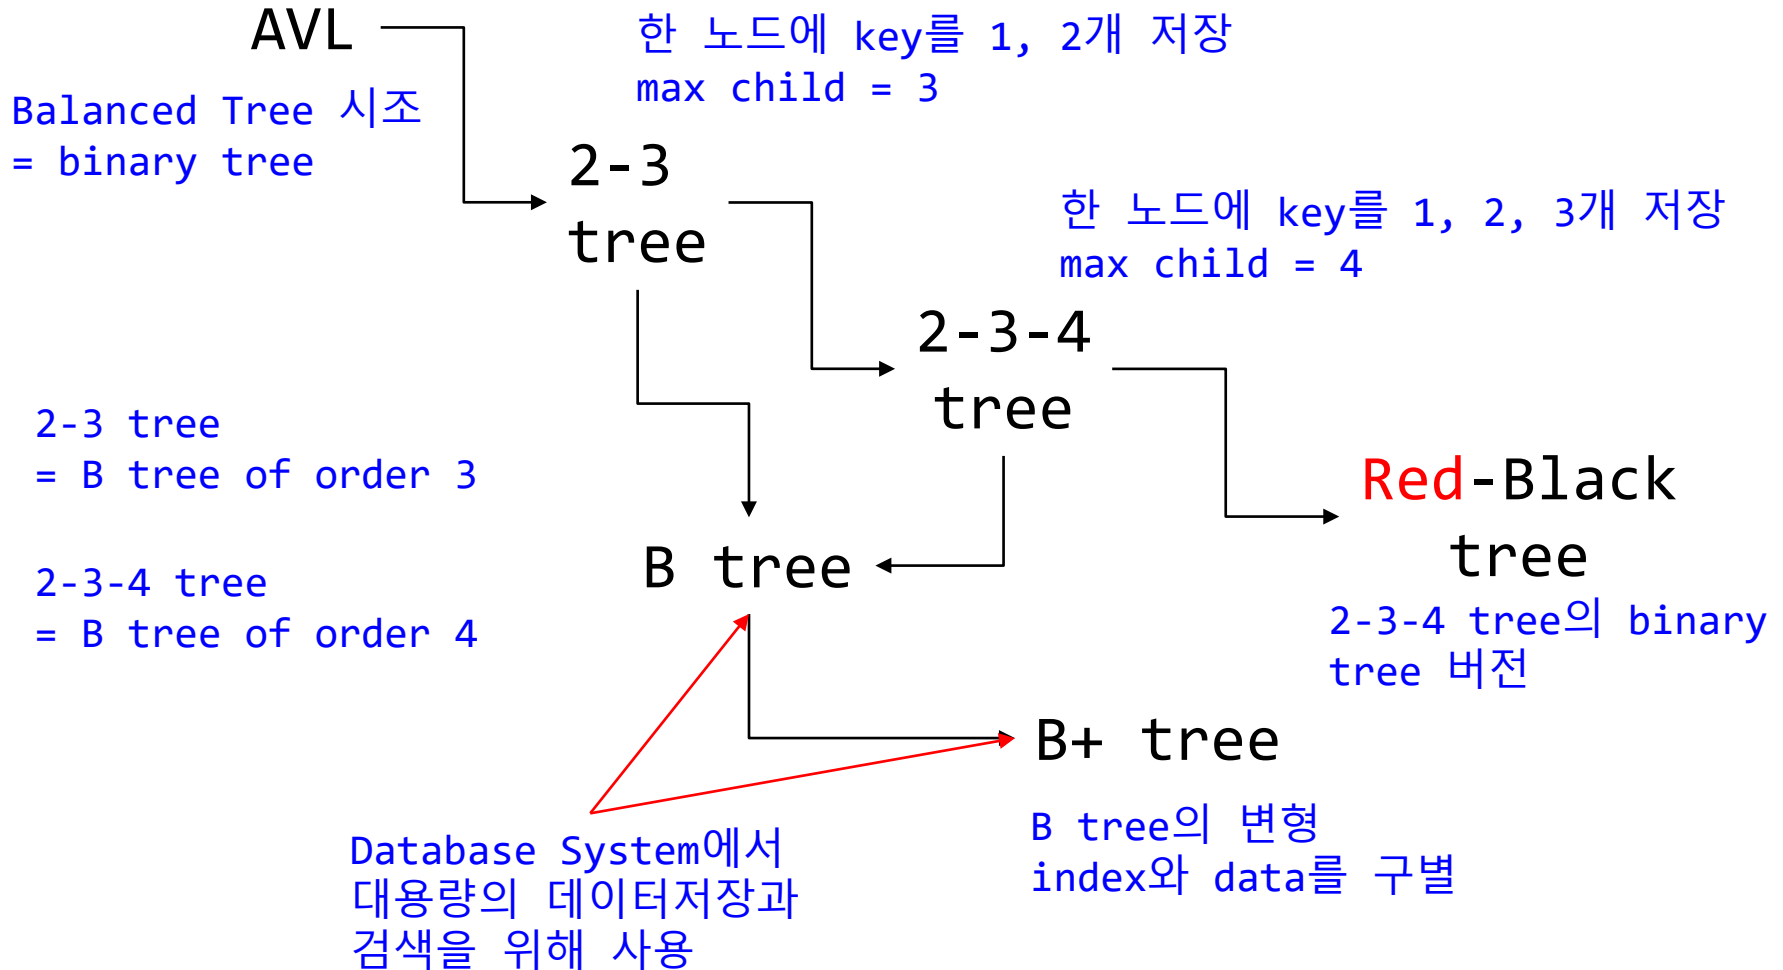 AVL
Balanced Tree 시조
= binary tree
한 노드에 key를 1, 2개 저장
max child = 3
2-3
tree
한 노드에 key를 1, 2, 3개 저장
max child = 4
2-3-4
tree
2-3 tree
= B tree of order 3
2-3-4 tree
= B tree of order 4
B tree
Red-Black
tree
2-3-4 tree의 binary
tree 버전
B+ tree
B tree의 변형
index와 data를 구별
Database System에서
대용량의 데이터저장과
검색을 위해 사용